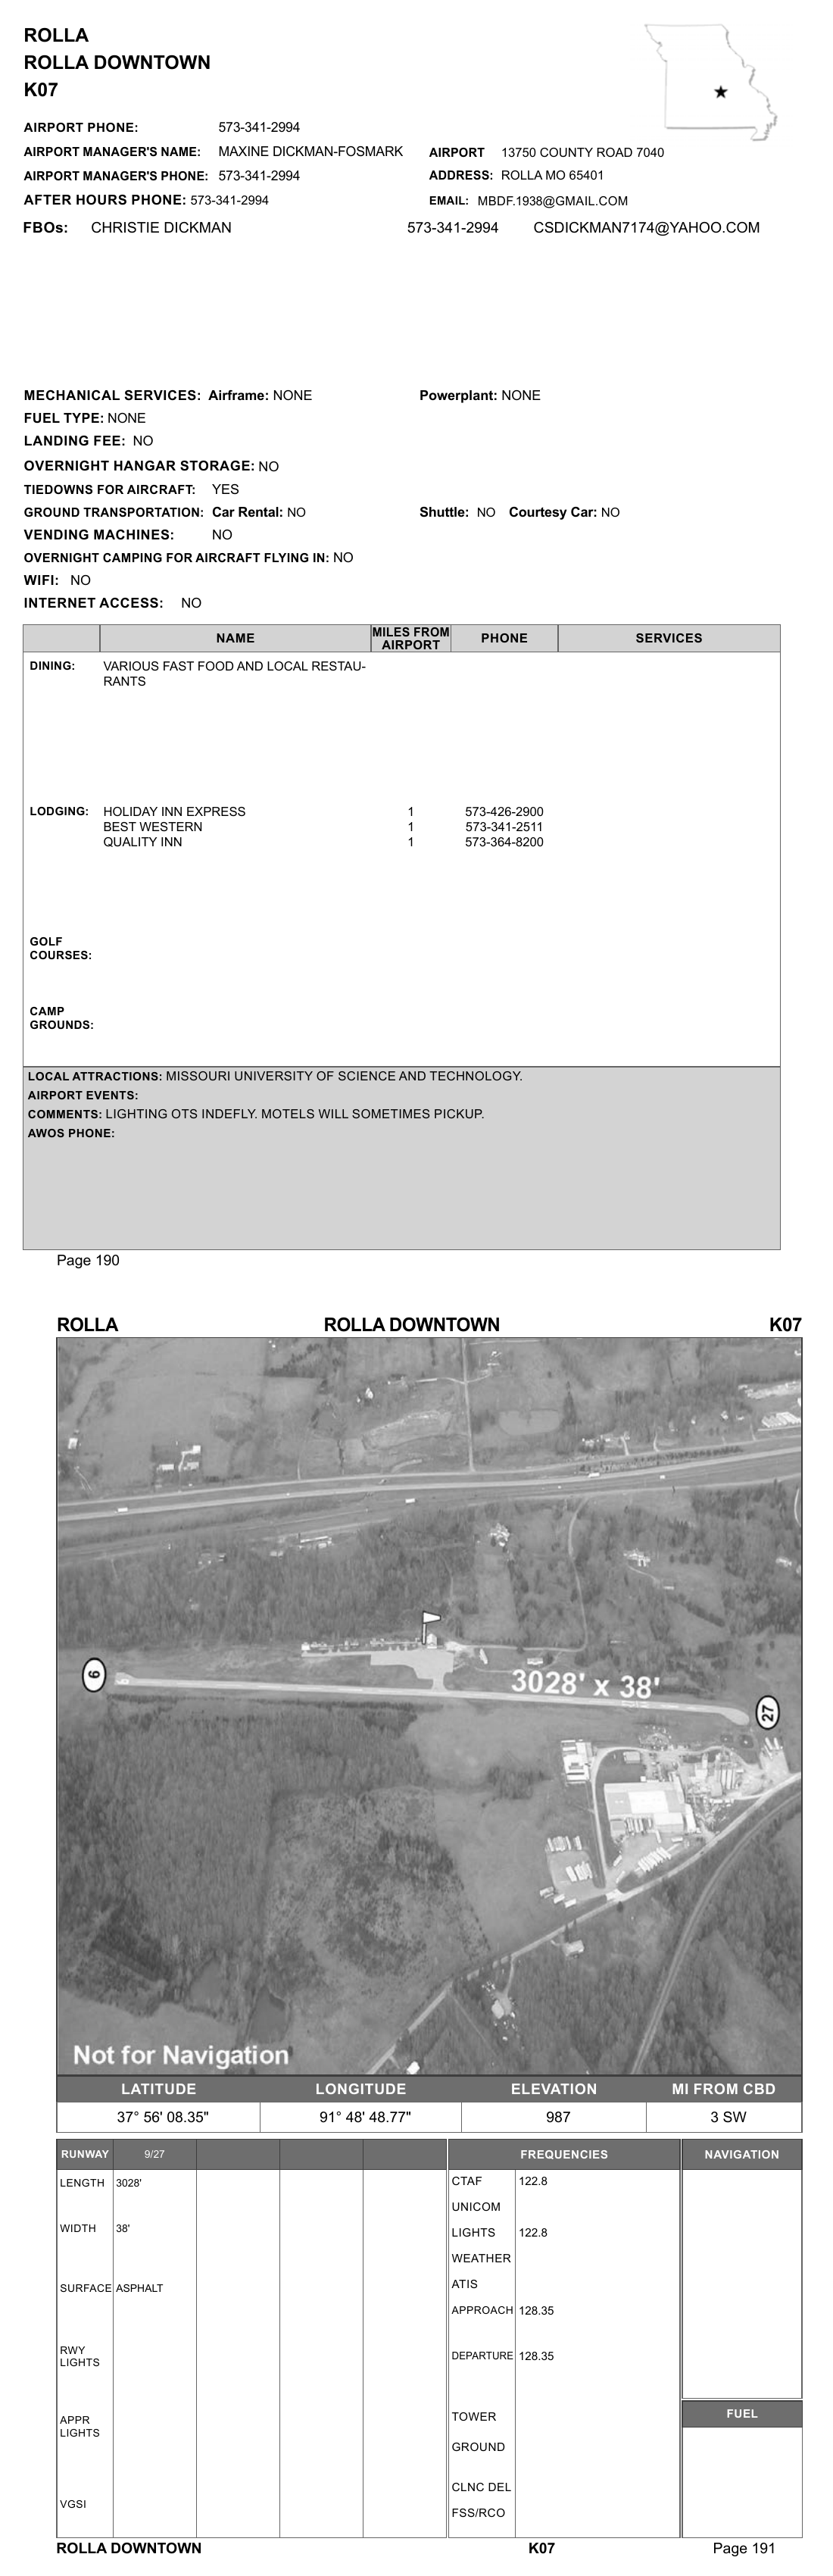 ROLLA
ROLLA DOWNTOWN
K07
AIRPORT PHONE: 573-341-2994
AIRPORT MANAGER'S NAME: MAXINE DICKMAN-FOSMARK AIRPORT 13750 COUNTY ROAD 7040
AIRPORT MANAGER'S PHONE: 573-341-2994 ADDRESS: ROLLA MO 65401
AFTER HOURS PHONE: 573-341-2994 EMAIL: MBDF.1938@GMAIL.COM
FBOs: CHRISTIE DICKMAN 573-341-2994 CSDICKMAN7174@YAHOO.COM
MECHANICAL SERVICES: Airframe: NONE Powerplant: NONE
FUEL TYPE: NONE
LANDING FEE: NO
OVERNIGHT HANGAR STORAGE: NO
TIEDOWNS FOR AIRCRAFT: YES
GROUND TRANSPORTATION: Car Rental: NO Shuttle: NO Courtesy Car: NO
VENDING MACHINES: NO
OVERNIGHT CAMPING FOR AIRCRAFT FLYING IN: NO
WIFI: NO
INTERNET ACCESS: NO
NAME MILES FROM AIRPORT PHONE SERVICES
DINING: VARIOUS FAST FOOD AND LOCAL RESTAU-
RANTS
LODGING: HOLIDAY INN EXPRESS 1 573-426-2900
BEST WESTERN 1 573-341-2511
QUALITY INN 1 573-364-8200
GOLF
COURSES:
CAMP
GROUNDS:
LOCAL ATTRACTIONS: MISSOURI UNIVERSITY OF SCIENCE AND TECHNOLOGY.
AIRPORT EVENTS:
COMMENTS: LIGHTING OTS INDEFLY. MOTELS WILL SOMETIMES PICKUP.
AWOS PHONE:
Page 190
ROLLA ROLLA DOWNTOWN K07
9
3028' x 38'
27
Not for Navigation
LATITUDE LONGITUDE ELEVATION MI FROM CBD
37° 56' 08.35" 91° 48' 48.77" 987 3 SW
RUNWAY 9/27 FREQUENCIES NAVIGATION
LENGTH 3028' CTAF 122.8
UNICOM
WIDTH 38' LIGHTS 122.8
WEATHER
ATIS
SURFACE ASPHALT
APPROACH 128.35
RWY
LIGHTS
DEPARTURE 128.35
FUEL
APPR
LIGHTS
TOWER
GROUND
CLNC DEL
VGSI
FSS/RCO
ROLLA DOWNTOWN K07 Page 191